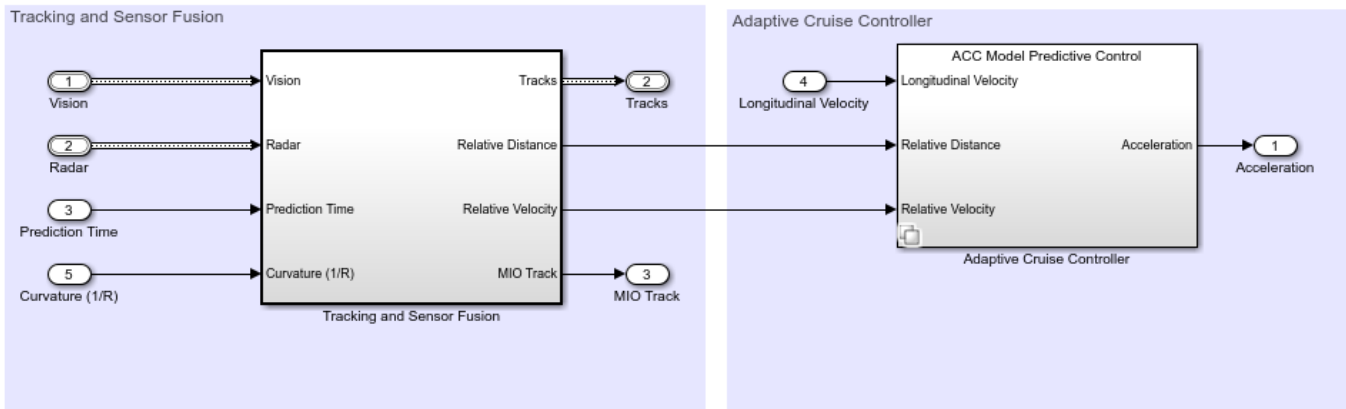 Tracking and Sensor Fusion
1
Vision
2
Radar
3
Prediction Time
5
Curvature (1/R)
Vision
Radar
Prediction Time
Curvature (1/R)
Tracks
Relative Distance
Relative Velocity
MIO Track
Tracking and Sensor Fusion
2
Tracks
3
MIO Track
Adaptive Cruise Controller
4
Longitudinal Velocity
ACC Model Predictive Control
Longitudinal Velocity
Relative Distance
Relative Velocity
Acceleration
Adaptive Cruise Controller
1
Acceleration